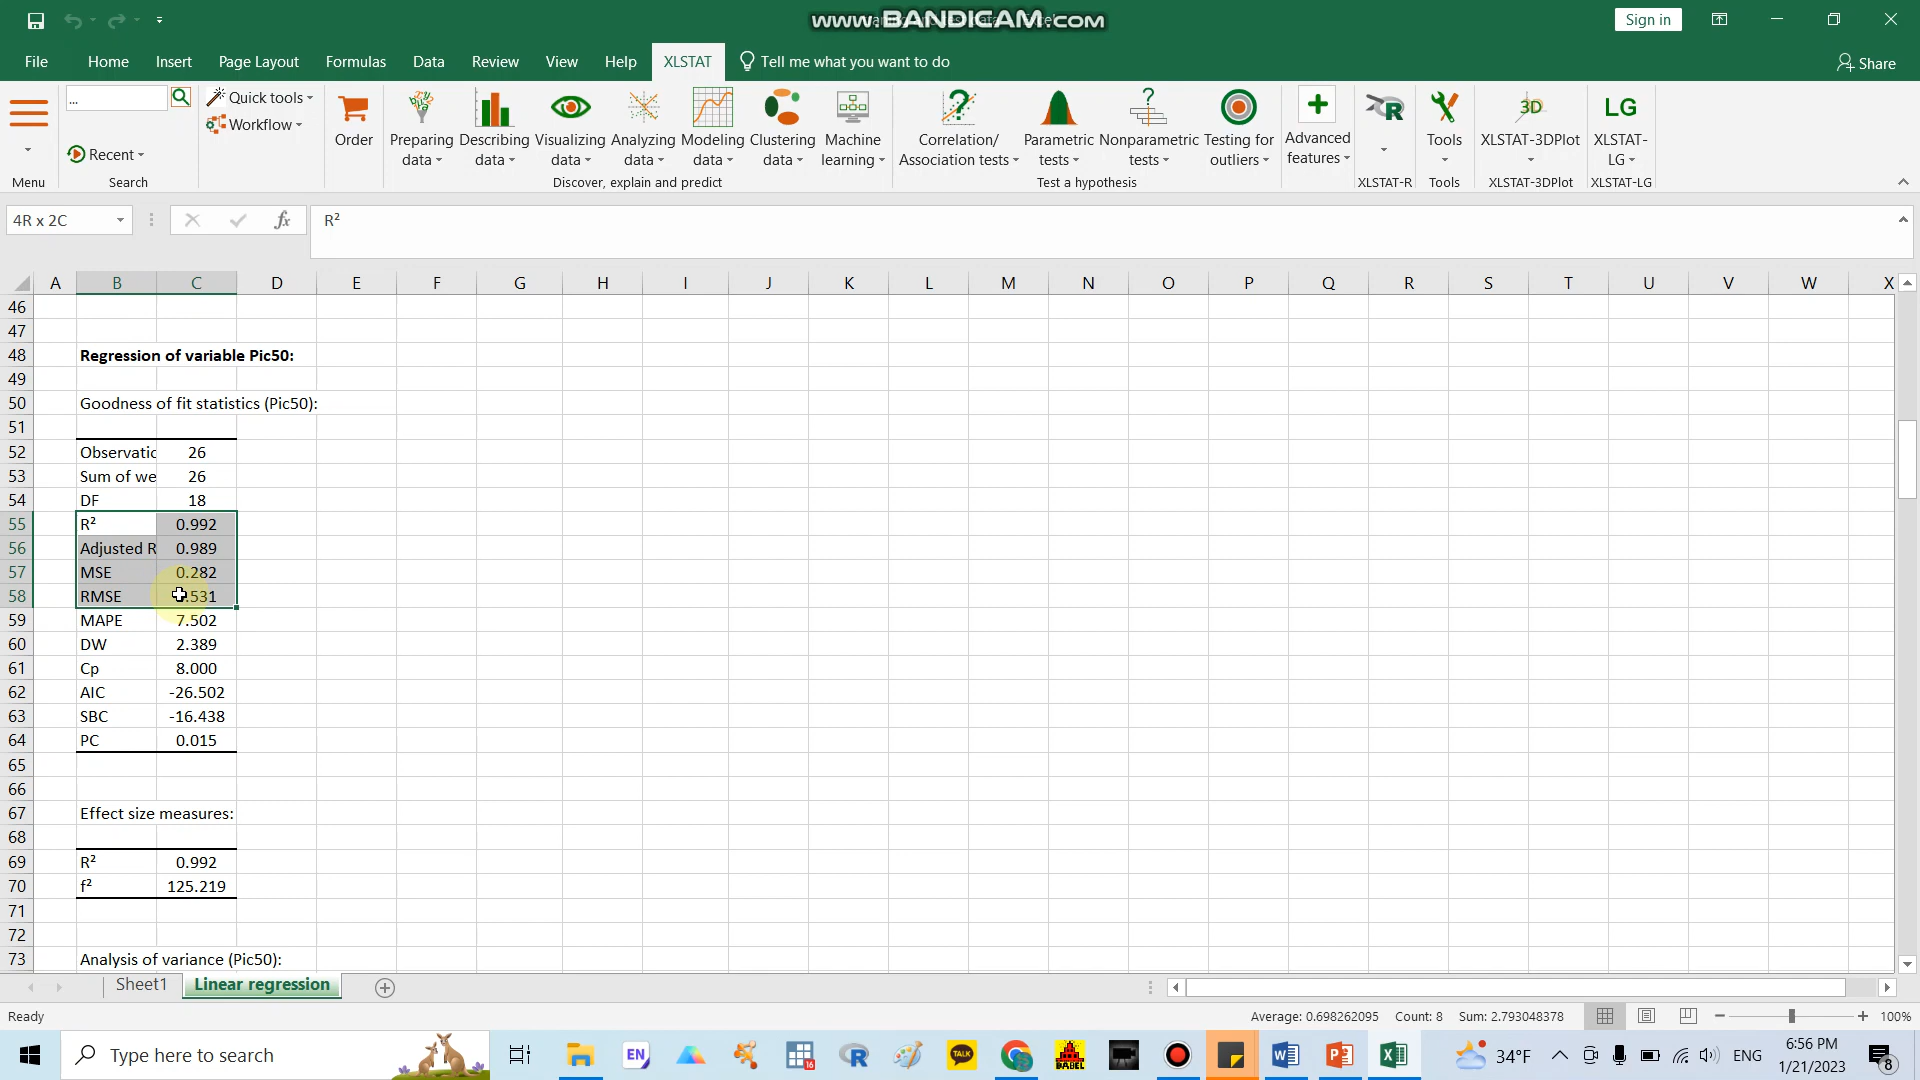 www.BANDICAM.com
Sign in
File
Home
Insert
Page Layout
Formulas
Data
Review
View
Help
XLSTAT
Tell me what you want to do
Share
...
Quick tools
Workflow
Recent
Order
Preparing data
Describing data
Visualizing data
Analyzing data
Modeling data
Clustering data
Machine learning
Correlation/ Association tests
Parametric tests
Nonparametric tests
Testing for outliers
Advanced features
R
Tools
3D
XLSTAT-3DPlot
LG
XLSTAT-LG
Menu
Search
Discover, explain and predict
Test a hypothesis
XLSTAT-R
Tools
XLSTAT-3DPlot
XLSTAT-LG
4R x 2C
fx
R²
A B C D E F G H I J K L M N O P Q R S T U V W X
46
47
48 Regression of variable Pic50:
49
50 Goodness of fit statistics (Pic50):
51
52 Observatic 26
53 Sum of we 26
54 DF 18
55 R² 0.992
56 Adjusted R 0.989
57 MSE 0.282
58 RMSE .531
59 MAPE 7.502
60 DW 2.389
61 Cp 8.000
62 AIC -26.502
63 SBC -16.438
64 PC 0.015
65
66
67 Effect size measures:
68
69 R² 0.992
70 f² 125.219
71
72
73 Analysis of variance (Pic50):
Sheet1
Linear regression
Ready
Average: 0.698262095 Count: 8 Sum: 2.793048378
100%
Type here to search
EN
16
R
TALK
BABEL
34°F
ENG
6:56 PM
1/21/2023
8